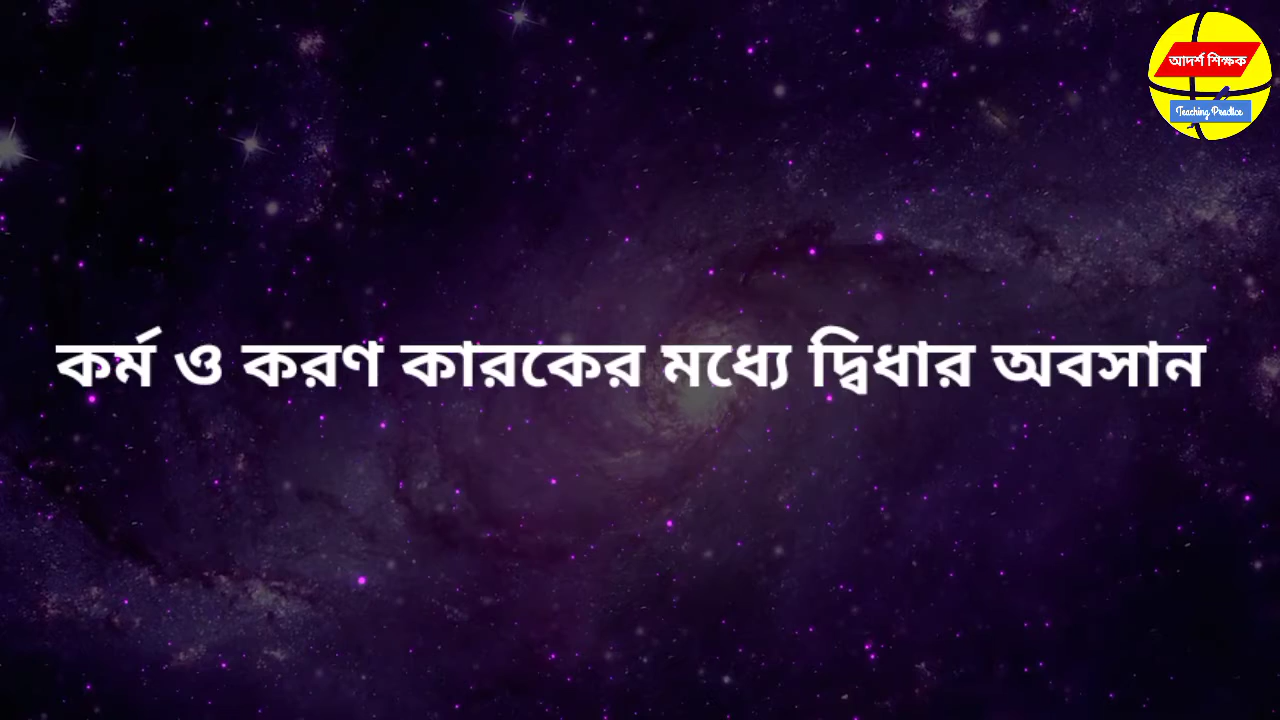 আদর্শ শিক্ষক
Teaching Practice
কর্ম ও করণ কারকের মধ্যে দ্বিধার অবসান